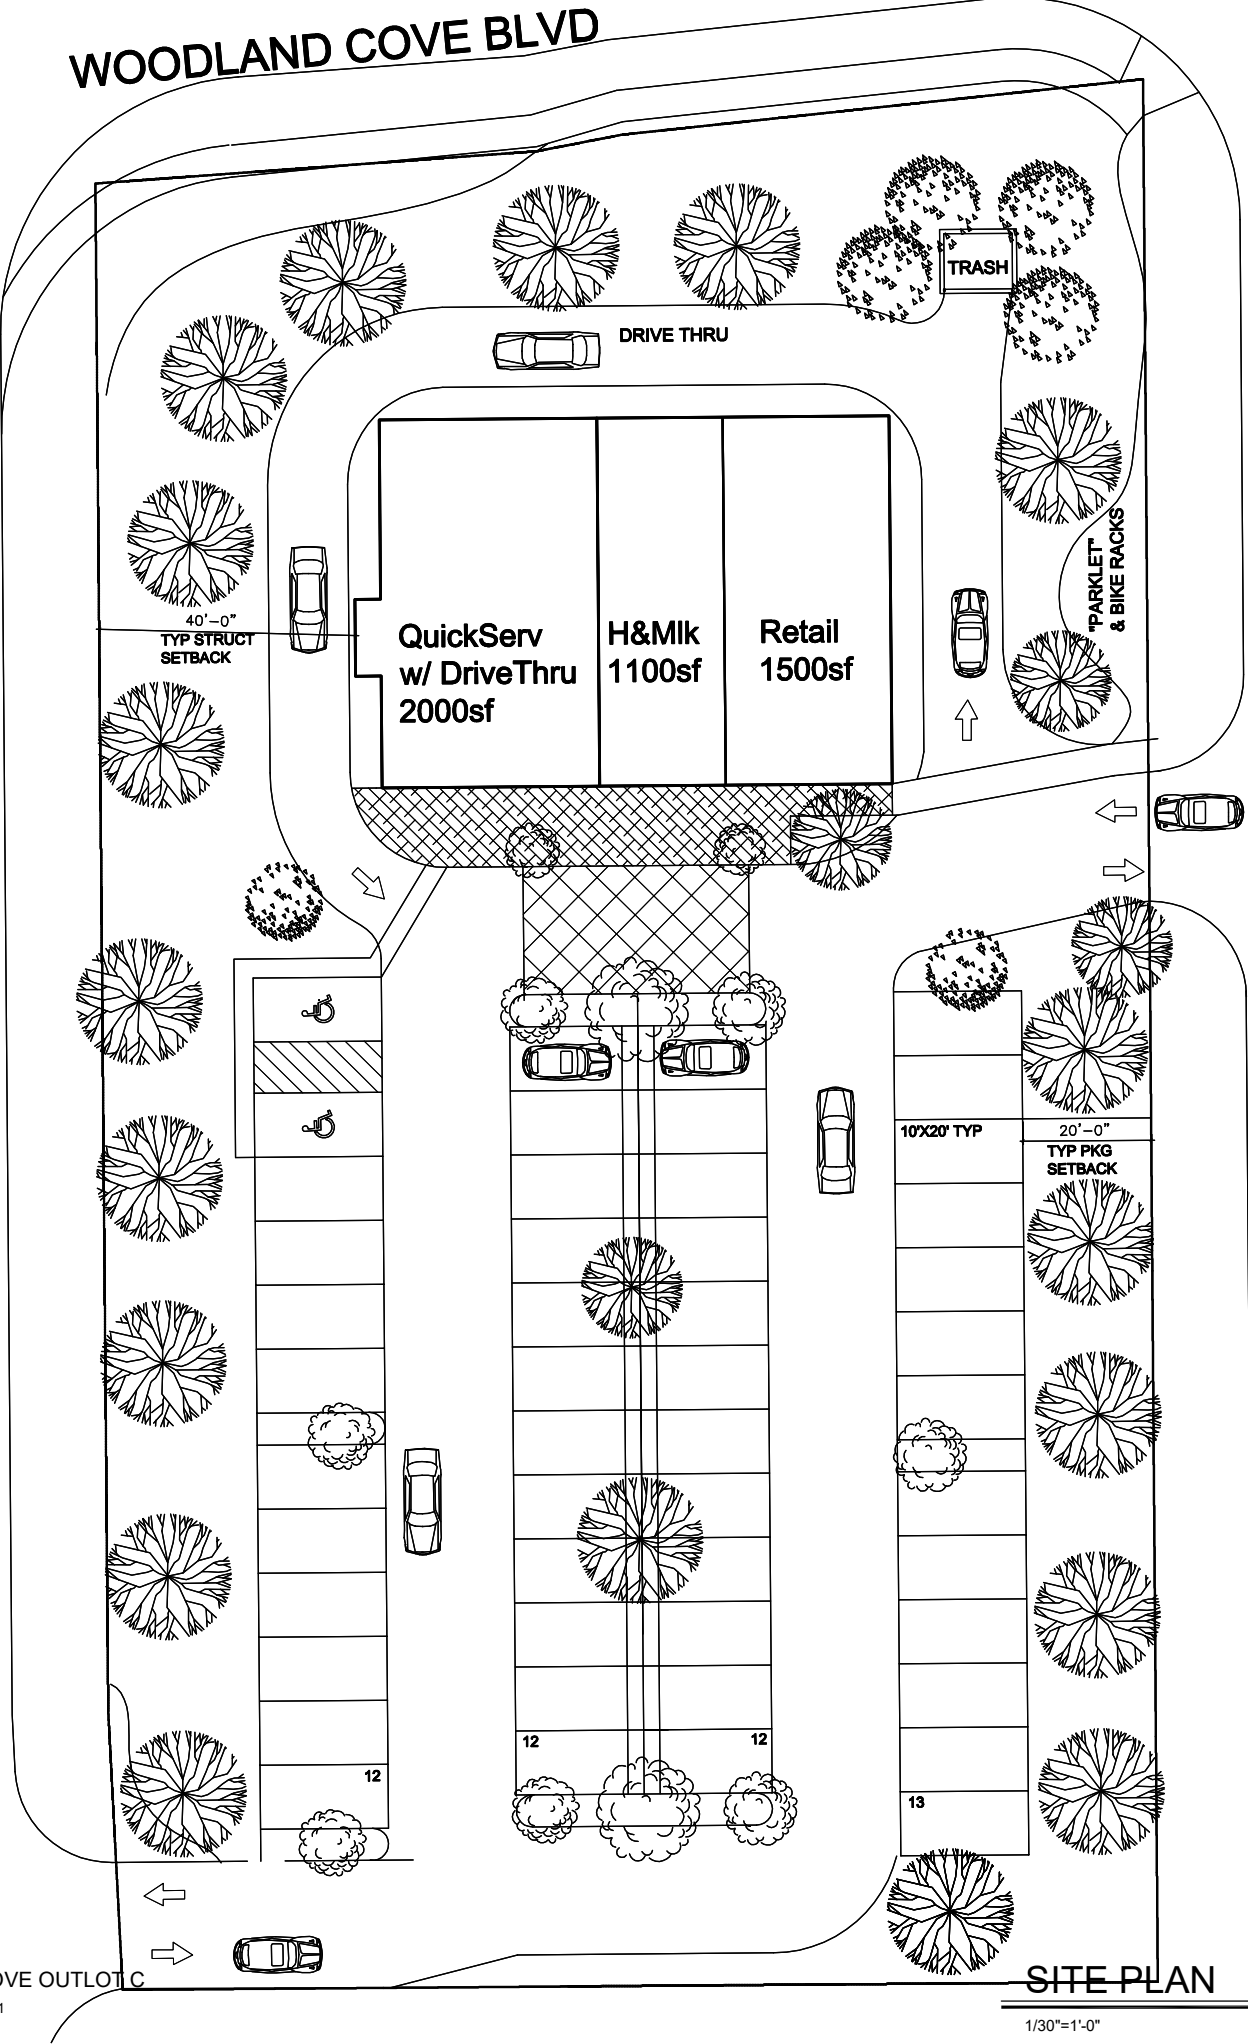 WOODLAND COVE BLVD
TRASH
DRIVE THRU
"PARKLET"
& BIKE RACKS
40'-0"
TYP STRUCT
SETBACK
QuickServ
w/ DriveThru
2000sf
H&Mlk
1100sf
Retail
1500sf
10'X20' TYP
20'-0"
TYP PKG
SETBACK
12
12
12
13
OVE OUTLOT C
1
SITE PLAN
1/30"=1'-0"